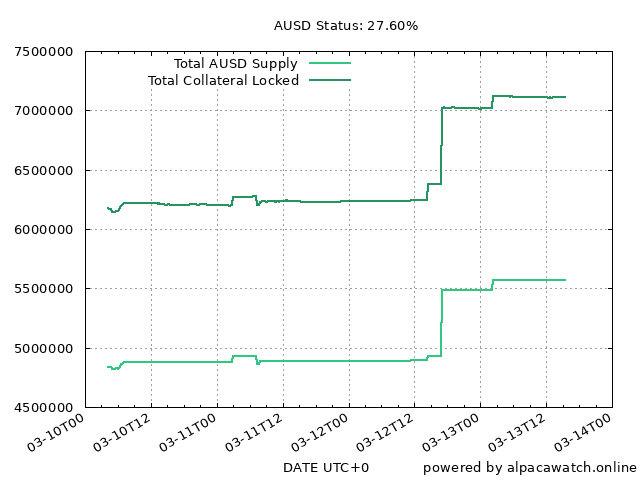 AUSD Status: 27.60%
7500000
7000000
6500000
6000000
5500000
5000000
4500000
Total AUSD Supply
Total Collateral Locked
03-10T00
03-10T12
03-11T00
03-11T12
03-12T00
03-12T12
03-13T00
03-13T12
03-14T00
DATE UTC+0
powered by alpacawatch.online